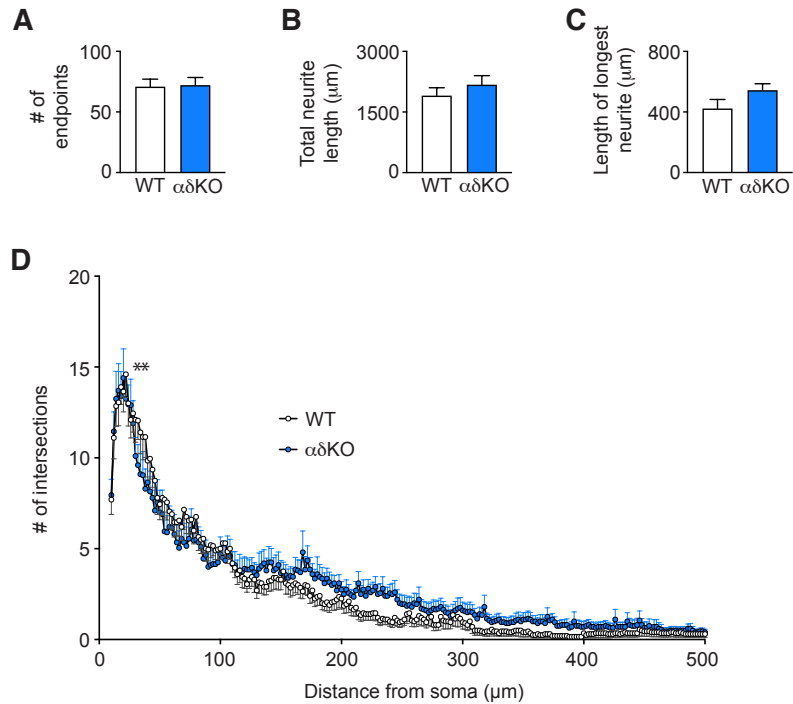 A
# of
endpoints
100
50
0
WT
αδKO
B
Total neurite
length (μm)
3000
1500
0
WT
αδKO
C
Length of longest
neurite (μm)
800
400
0
WT
αδKO
D
# of intersections
20
15
10
5
0
**
WT
αδKO
0
100
200
300
400
500
Distance from soma (μm)